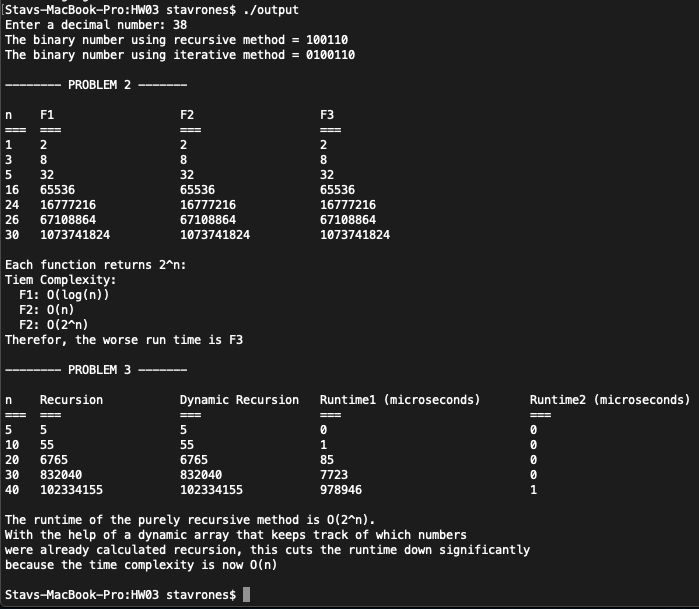 Stavs-MacBook-Pro:HW03 stavrones$ ./output
Enter a decimal number: 38
The binary number using recursive method = 100110
The binary number using iterative method = 0100110
-------- PROBLEM 2 -------
n F1 F2 F3
=== === === ===
1 2 2 2
3 8 8 8
5 32 32 32
16 65536 65536 65536
24 16777216 16777216 16777216
26 67108864 67108864 67108864
30 1073741824 1073741824 1073741824
Each function returns 2^n:
Tiem Complexity:
F1: O(log(n))
F2: O(n)
F2: O(2^n)
Therefor, the worse run time is F3
-------- PROBLEM 3 -------
n Recursion Dynamic Recursion Runtime1 (microseconds) Runtime2 (microseconds)
=== === === === ===
5 5 5 0 0
10 55 55 1 0
20 6765 6765 85 0
30 832040 832040 7723 0
40 102334155 102334155 978946 1
The runtime of the purely recursive method is O(2^n).
With the help of a dynamic array that keeps track of which numbers
were already calculated recursion, this cuts the runtime down significantly
because the time complexity is now O(n)
Stavs-MacBook-Pro:HW03 stavrones$